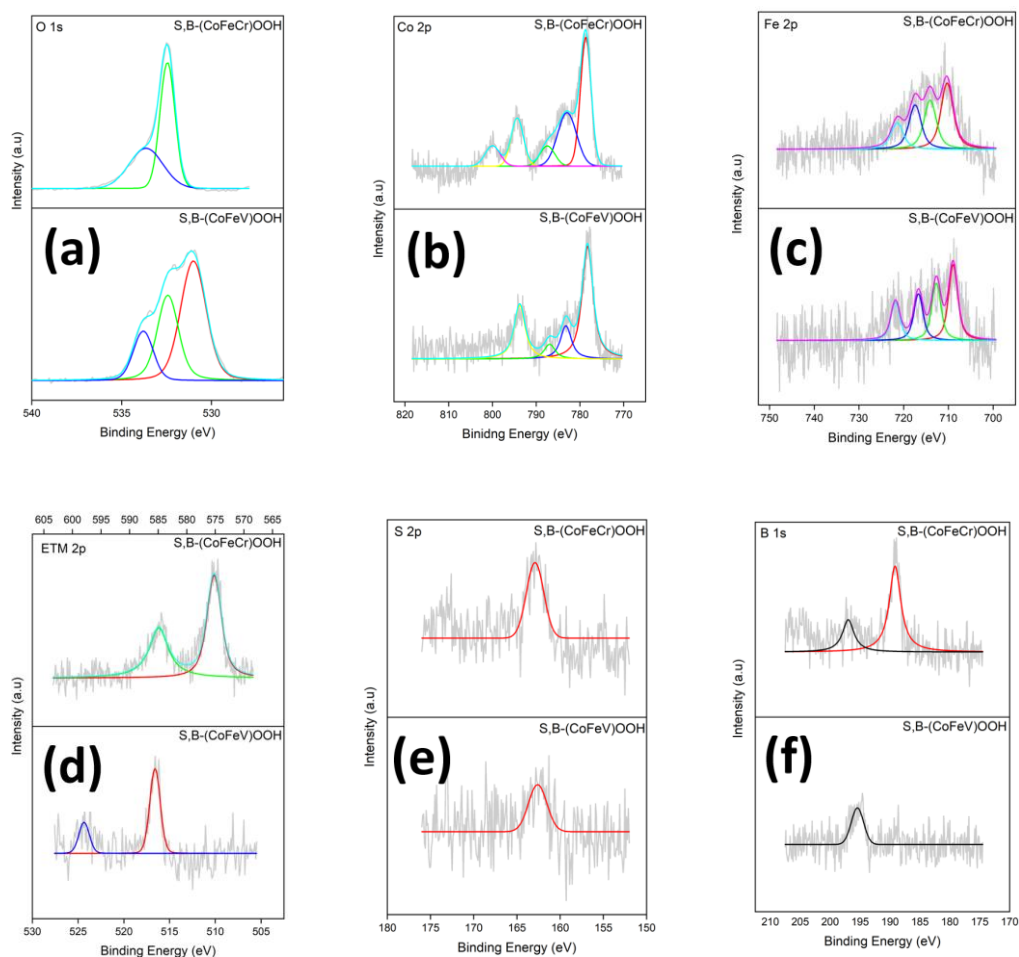 O 1s
S,B-(CoFeCr)OOH
S,B-(CoFeV)OOH
(a)
Intensity (a.u)
540 535 530
Binding Energy (eV)
Co 2p
S,B-(CoFeCr)OOH
S,B-(CoFeV)OOH
(b)
Intensity (a.u)
820 810 800 790 780 770
Binidng Energy (eV)
Fe 2p
S,B-(CoFeCr)OOH
S,B-(CoFeV)OOH
(c)
Intensity (a.u)
750 740 730 720 710 700
Binding Energy (eV)
605 600 595 590 585 580 575 570 565
ETM 2p
S,B-(CoFeCr)OOH
S,B-(CoFeV)OOH
(d)
Intensity (a.u)
530 525 520 515 510 505
Binding Energy (eV)
S 2p
S,B-(CoFeCr)OOH
S,B-(CoFeV)OOH
(e)
Intensity (a.u)
180 175 170 165 160 155 150
Binding Energy (eV)
B 1s
S,B-(CoFeCr)OOH
S,B-(CoFeV)OOH
(f)
Intensity (a.u)
210 205 200 195 190 185 180 175 170
Binding Energy (eV)